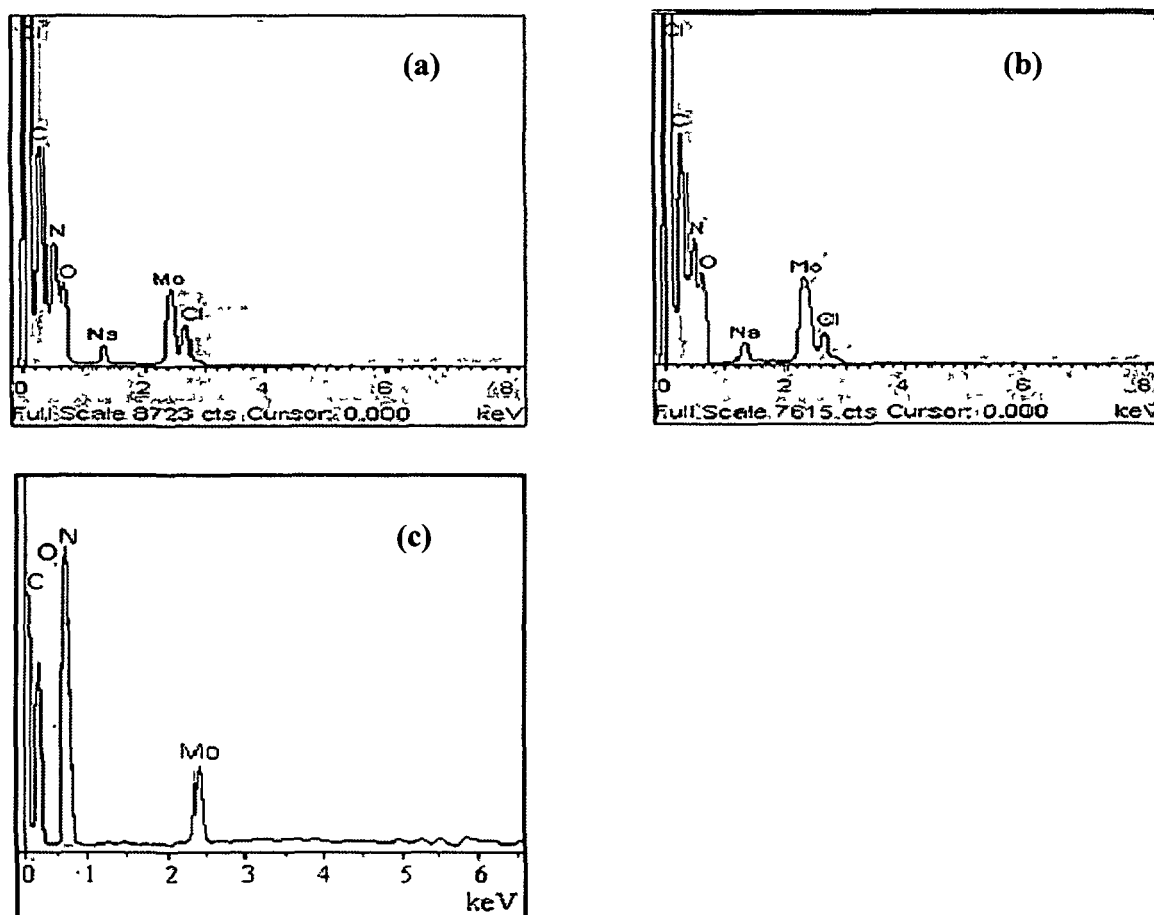 (a)
Cl
C
N
O
Na
Mo
Cl
0 2 4 6 8
Full Scale 8723 cts Cursor: 0.000 keV
(b)
Cl
C
N
O
Na
Mo
Cl
0 2 4 6 8
Full Scale 7615 cts Cursor: 0.000 keV
(c)
O N
C
Mo
0 1 2 3 4 5 6
keV